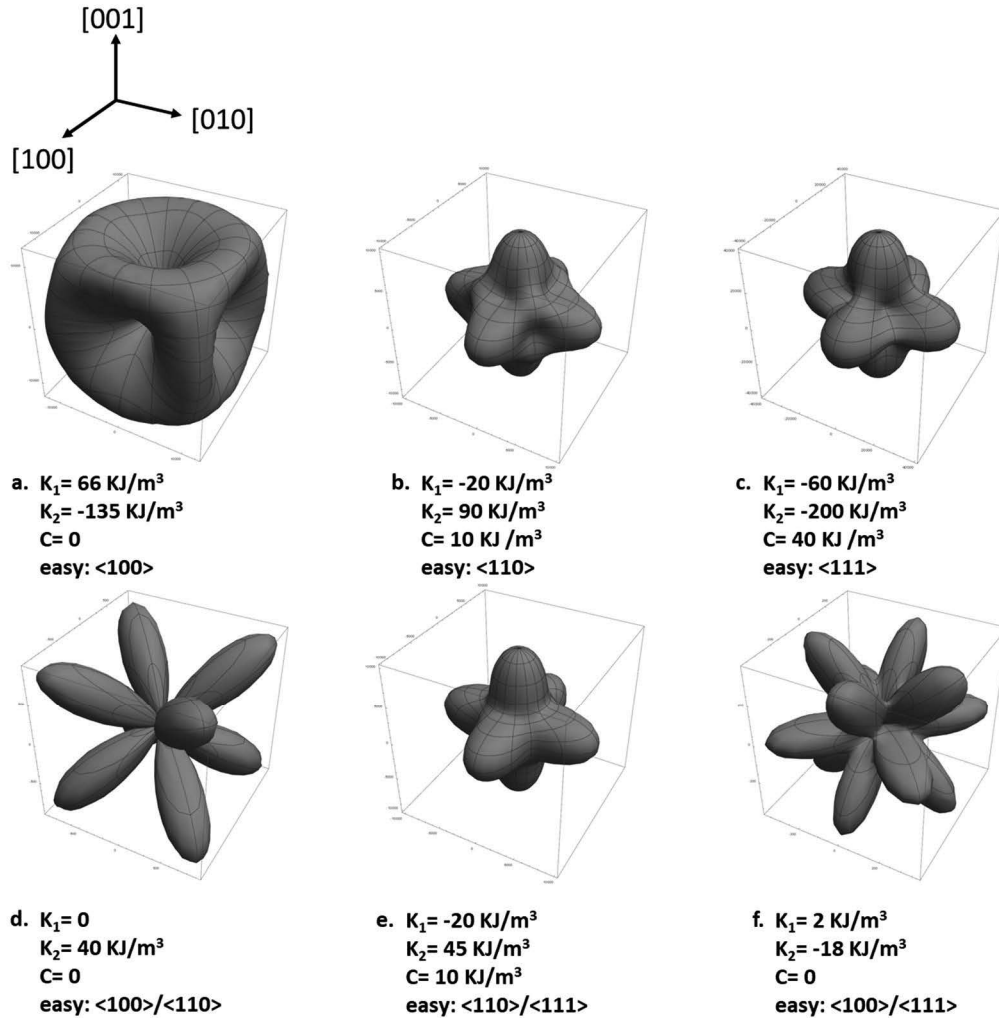 [001]
[010]
[100]
a. K₁= 66 KJ/m³
K₂= -135 KJ/m³
C= 0
easy: <100>
b. K₁= -20 KJ/m³
K₂= 90 KJ/m³
C= 10 KJ /m³
easy: <110>
c. K₁= -60 KJ/m³
K₂= -200 KJ/m³
C= 40 KJ /m³
easy: <111>
d. K₁= 0
K₂= 40 KJ/m³
C= 0
easy: <100>/<110>
e. K₁= -20 KJ/m³
K₂= 45 KJ/m³
C= 10 KJ/m³
easy: <110>/<111>
f. K₁= 2 KJ/m³
K₂= -18 KJ/m³
C= 0
easy: <100>/<111>